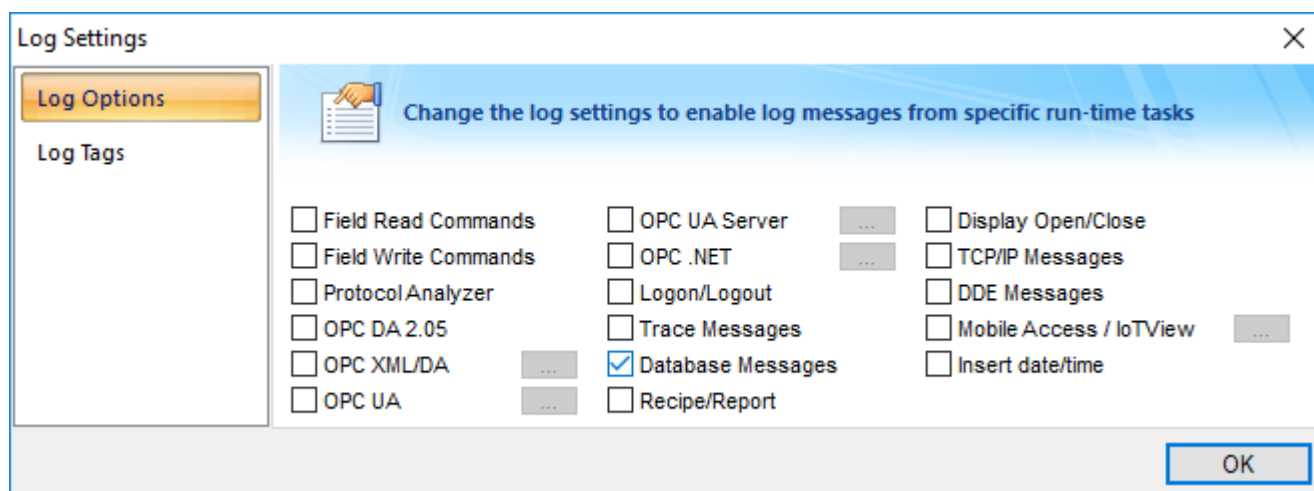 Log Settings
Log Options
Log Tags
Change the log settings to enable log messages from specific run-time tasks
Field Read Commands
Field Write Commands
Protocol Analyzer
OPC DA 2.05
OPC XML/DA ...
OPC UA ...
OPC UA Server ...
OPC .NET ...
Logon/Logout
Trace Messages
Database Messages
Recipe/Report
Display Open/Close
TCP/IP Messages
DDE Messages
Mobile Access / IoTView ...
Insert date/time
OK